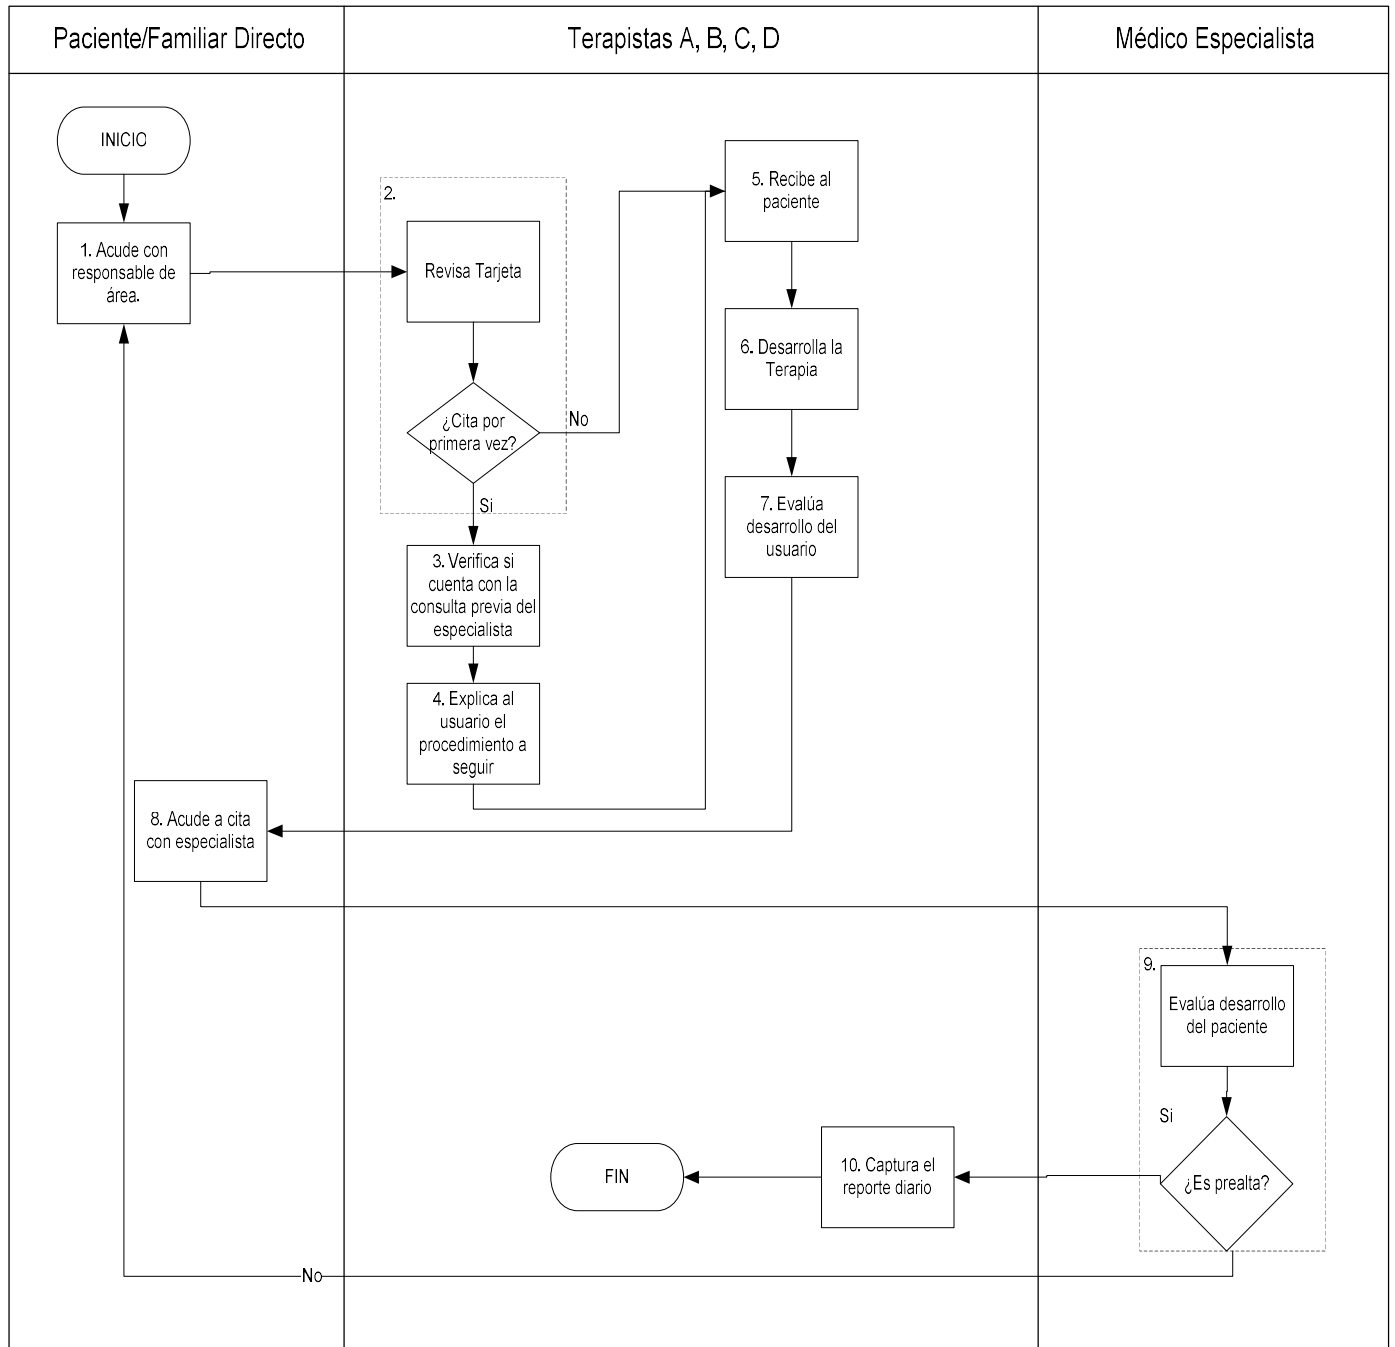 Paciente/Familiar Directo
Terapistas A, B, C, D
Médico Especialista
INICIO
1. Acude con
responsable de
área.
2.
Revisa Tarjeta
¿Cita por
primera vez?
No
Si
3. Verifica si
cuenta con la
consulta previa del
especialista
4. Explica al
usuario el
procedimiento a
seguir
5. Recibe al
paciente
6. Desarrolla la
Terapia
7. Evalúa
desarrollo del
usuario
8. Acude a cita
con especialista
9.
Evalúa desarrollo
del paciente
Si
¿Es prealta?
10. Captura el
reporte diario
FIN
No